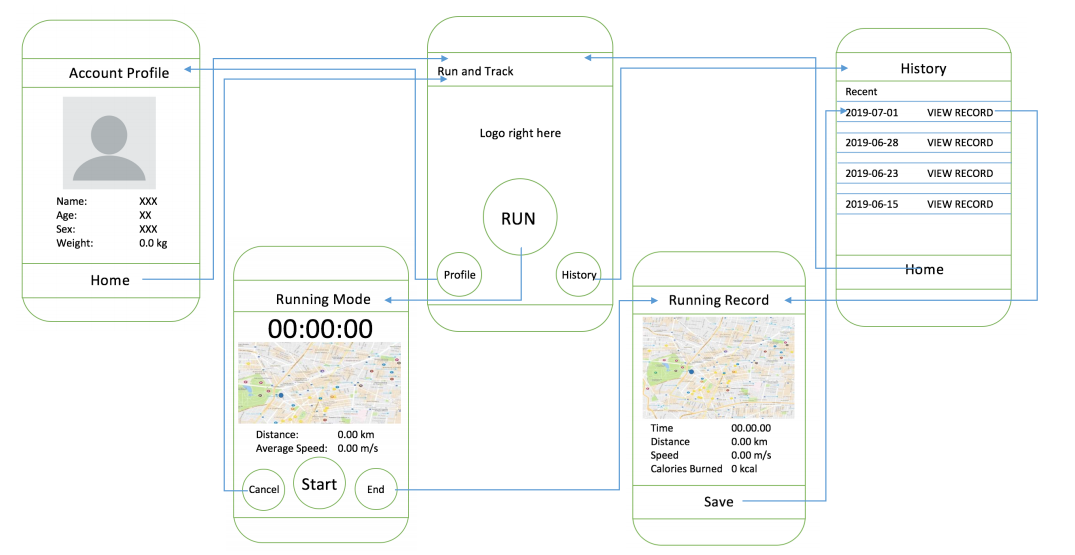 Account Profile
Name: XXX
Age: XX
Sex: XXX
Weight: 0.0 kg
Home
Running Mode
00:00:00
Distance: 0.00 km
Average Speed: 0.00 m/s
Cancel Start End
Run and Track
Logo right here
RUN
Profile History
Running Record
Time 00.00.00
Distance 0.00 km
Speed 0.00 m/s
Calories Burned 0 kcal
Save
History
Recent
2019-07-01 VIEW RECORD
2019-06-28 VIEW RECORD
2019-06-23 VIEW RECORD
2019-06-15 VIEW RECORD
Home